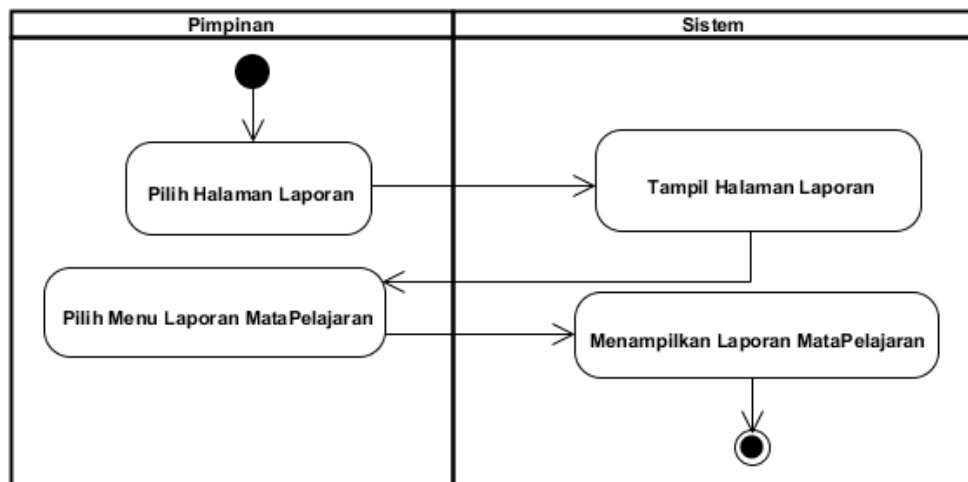 Pimpinan
Sistem
Pilih Halaman Laporan
Tampil Halaman Laporan
Pilih Menu Laporan MataPelajaran
Menampilkan Laporan MataPelajaran